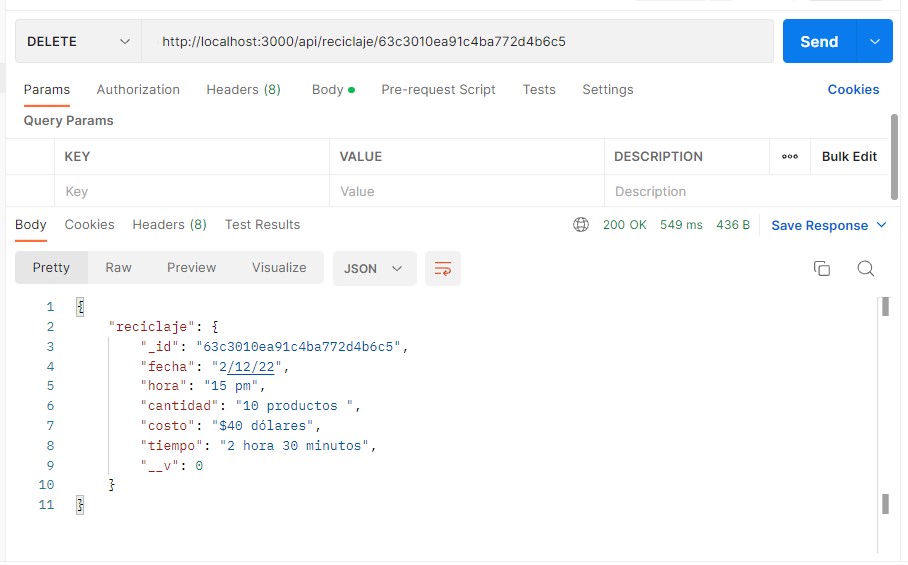 DELETE http://localhost:3000/api/reciclaje/63c3010ea91c4ba772d4b6c5 Send
Params Authorization Headers (8) Body Pre-request Script Tests Settings Cookies
Query Params
KEY VALUE DESCRIPTION ooo Bulk Edit
Key Value Description
Body Cookies Headers (8) Test Results 200 OK 549 ms 436 B Save Response
Pretty Raw Preview Visualize JSON
1 {
2 "reciclaje": {
3 "_id": "63c3010ea91c4ba772d4b6c5",
4 "fecha": "2/12/22",
5 "hora": "15 pm",
6 "cantidad": "10 productos ",
7 "costo": "$40 dólares",
8 "tiempo": "2 hora 30 minutos",
9 "__v": 0
10 }
11 }